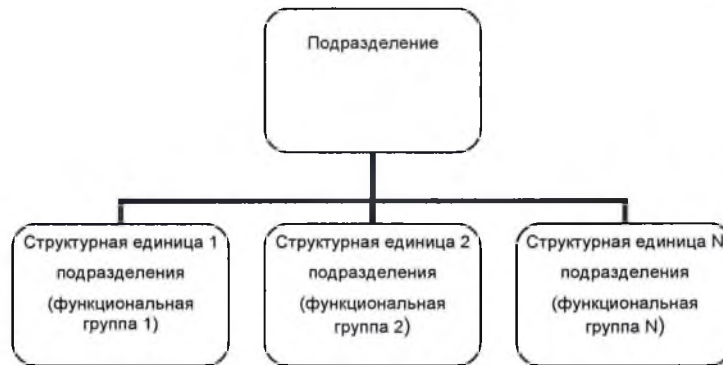 Подразделение
Структурная единица 1
подразделения
(функциональная
группа 1)
Структурная единица 2
подразделения
(функциональная
группа 2)
Структурная единица N
подразделения
(функциональная
группа N)